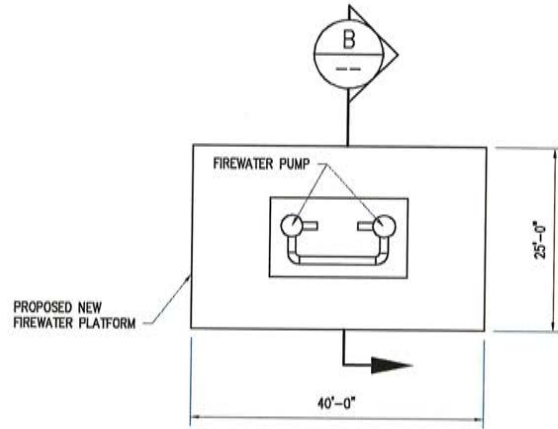 B
--
FIREWATER PUMP
25'-0"
PROPOSED NEW
FIREWATER PLATFORM
40'-0"